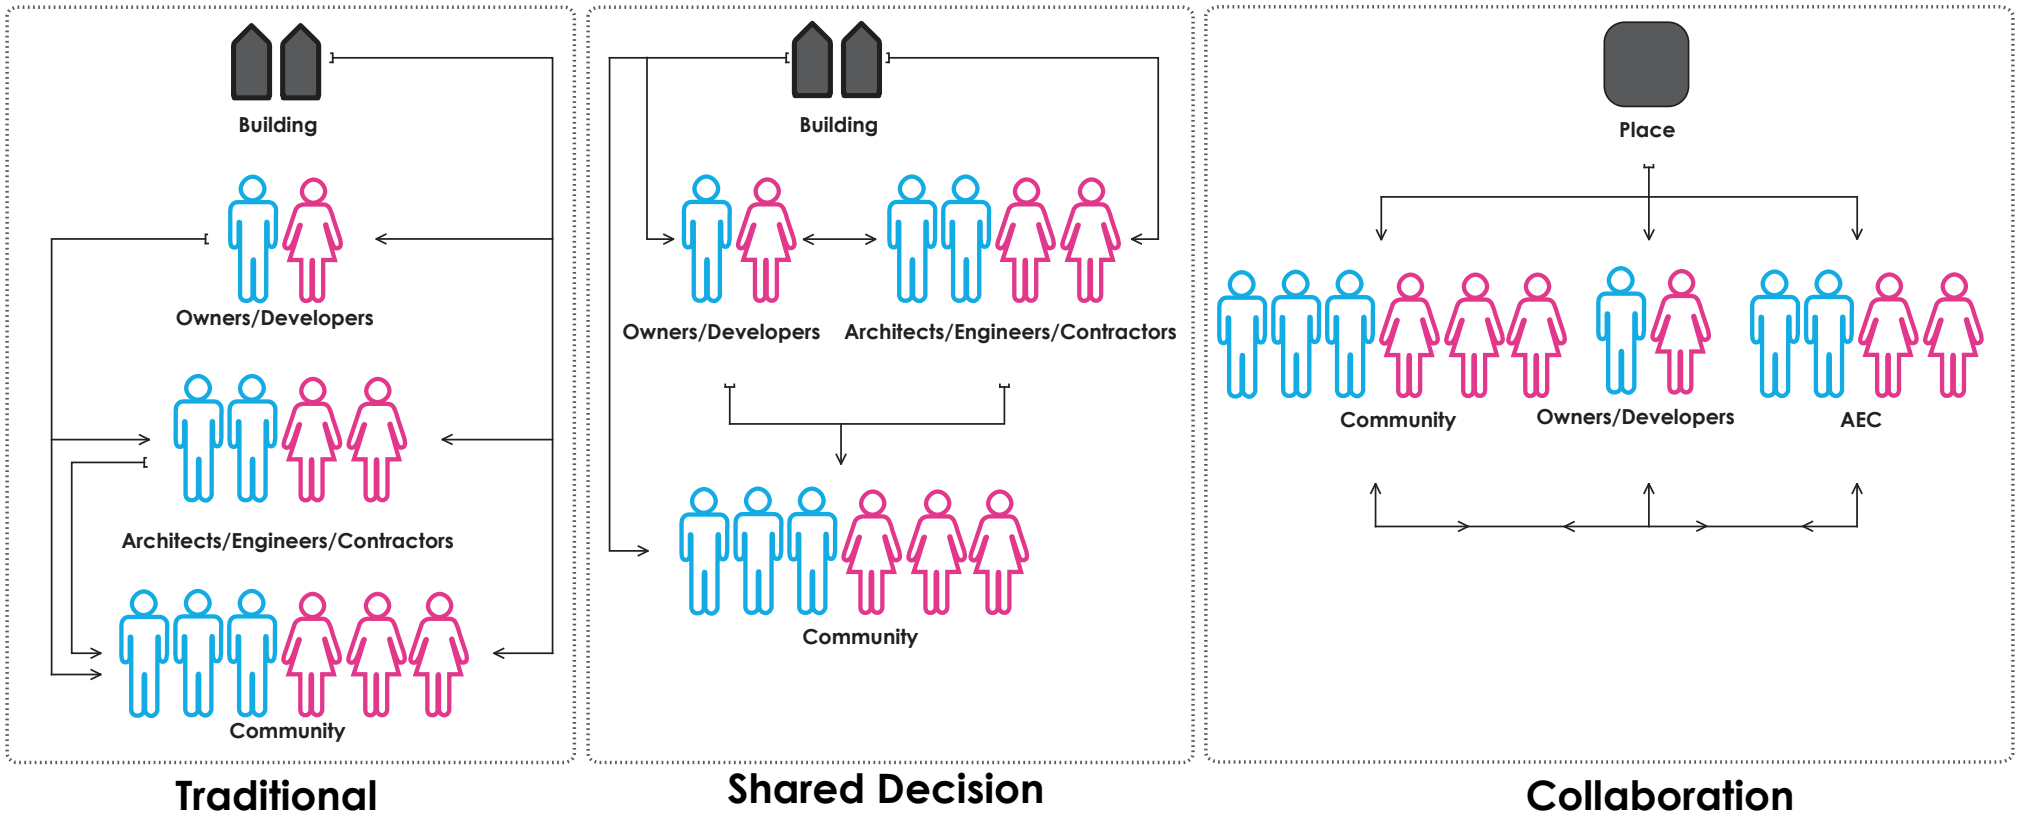 Building
Owners/Developers
Architects/Engineers/Contractors
Community
Traditional
Building
Owners/Developers
Architects/Engineers/Contractors
Community
Shared Decision
Place
Community
Owners/Developers
AEC
Collaboration